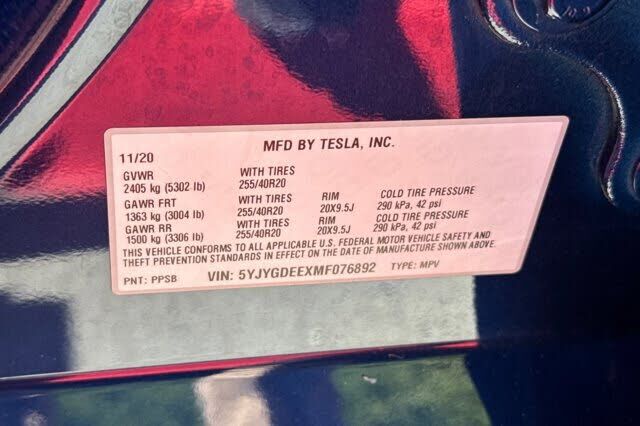 MFD BY TESLA, INC.
11/20
GVWR WITH TIRES
2405 kg (5302 lb) 255/40R20
GAWR FRT WITH TIRES RIM COLD TIRE PRESSURE
1363 kg (3004 lb) 255/40R20 20X9.5J 290 kPa, 42 psi
GAWR RR WITH TIRES RIM COLD TIRE PRESSURE
1500 kg (3306 lb) 255/40R20 20X9.5J 290 kPa, 42 psi
THIS VEHICLE CONFORMS TO ALL APPLICABLE U.S. FEDERAL MOTOR VEHICLE SAFETY AND
THEFT PREVENTION STANDARDS IN EFFECT ON THE DATE OF MANUFACTURE SHOWN ABOVE.
PNT: PPSB VIN: 5YJYGDEEXMF076892 TYPE: MPV